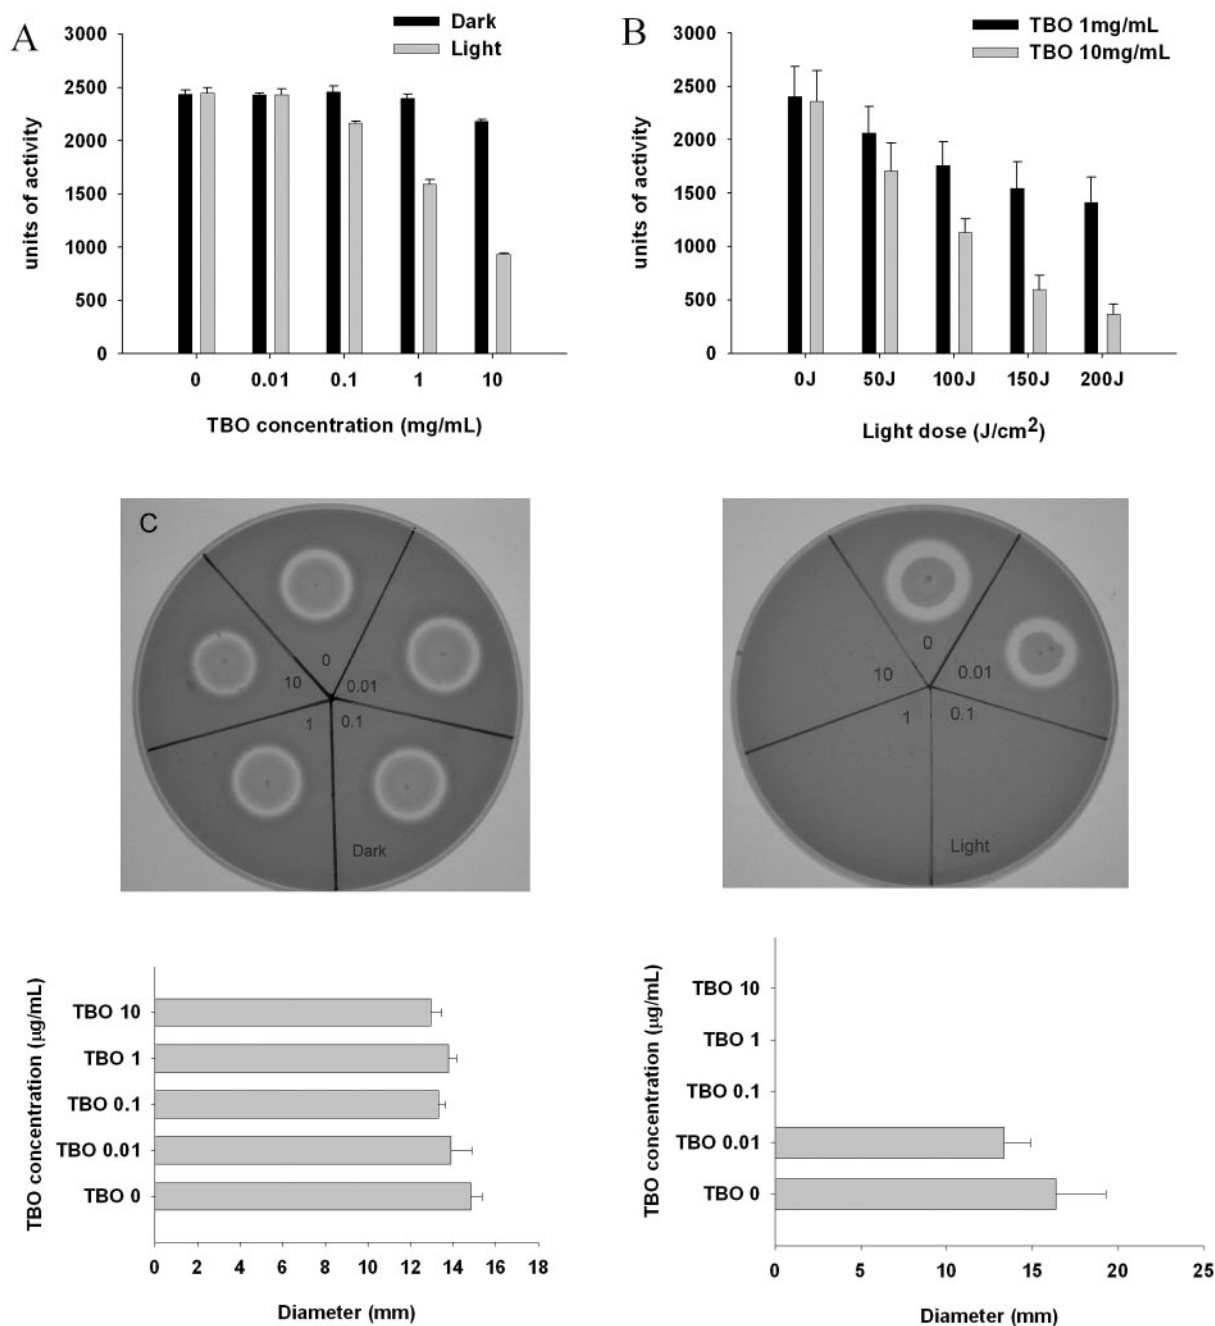 A
Dark
Light
3000
2500
2000
1500
1000
500
0
units of activity
0 0.01 0.1 1 10
TBO concentration (mg/mL)
B
TBO 1mg/mL
TBO 10mg/mL
3000
2500
2000
1500
1000
500
0
units of activity
0J 50J 100J 150J 200J
Light dose (J/cm²)
C
0
10 0.01
1 0.1
Dark
0
10 0.01
1 0.1
Light
TBO concentration (µg/mL)
TBO 10
TBO 1
TBO 0.1
TBO 0.01
TBO 0
0 2 4 6 8 10 12 14 16 18
Diameter (mm)
TBO concentration (µg/mL)
TBO 10
TBO 1
TBO 0.1
TBO 0.01
TBO 0
0 5 10 15 20 25
Diameter (mm)